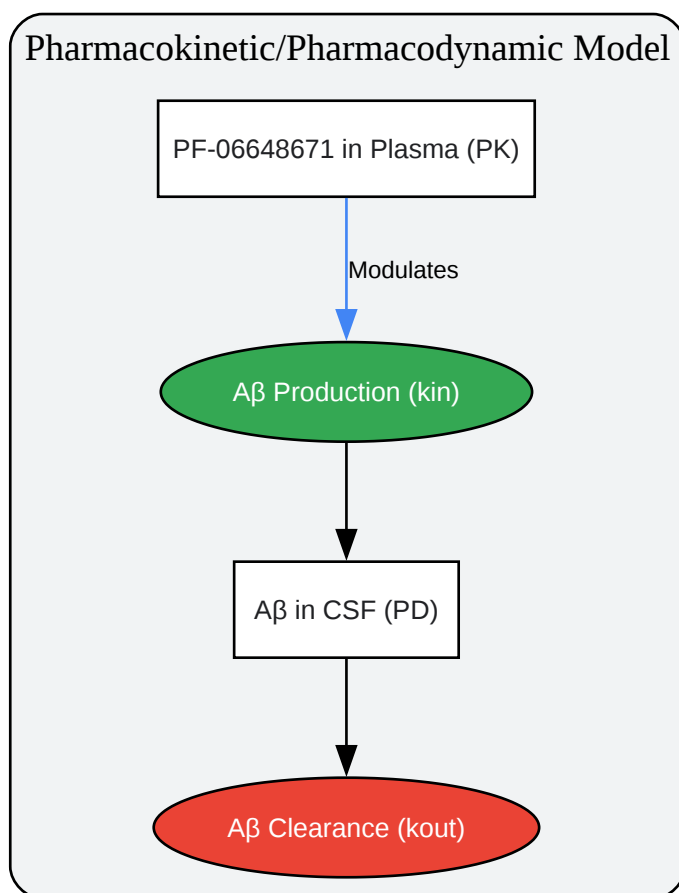 Pharmacokinetic/Pharmacodynamic Model
PF-06648671 in Plasma (PK)
Modulates
Aβ Production (kin)
Aβ in CSF (PD)
Aβ Clearance (kout)